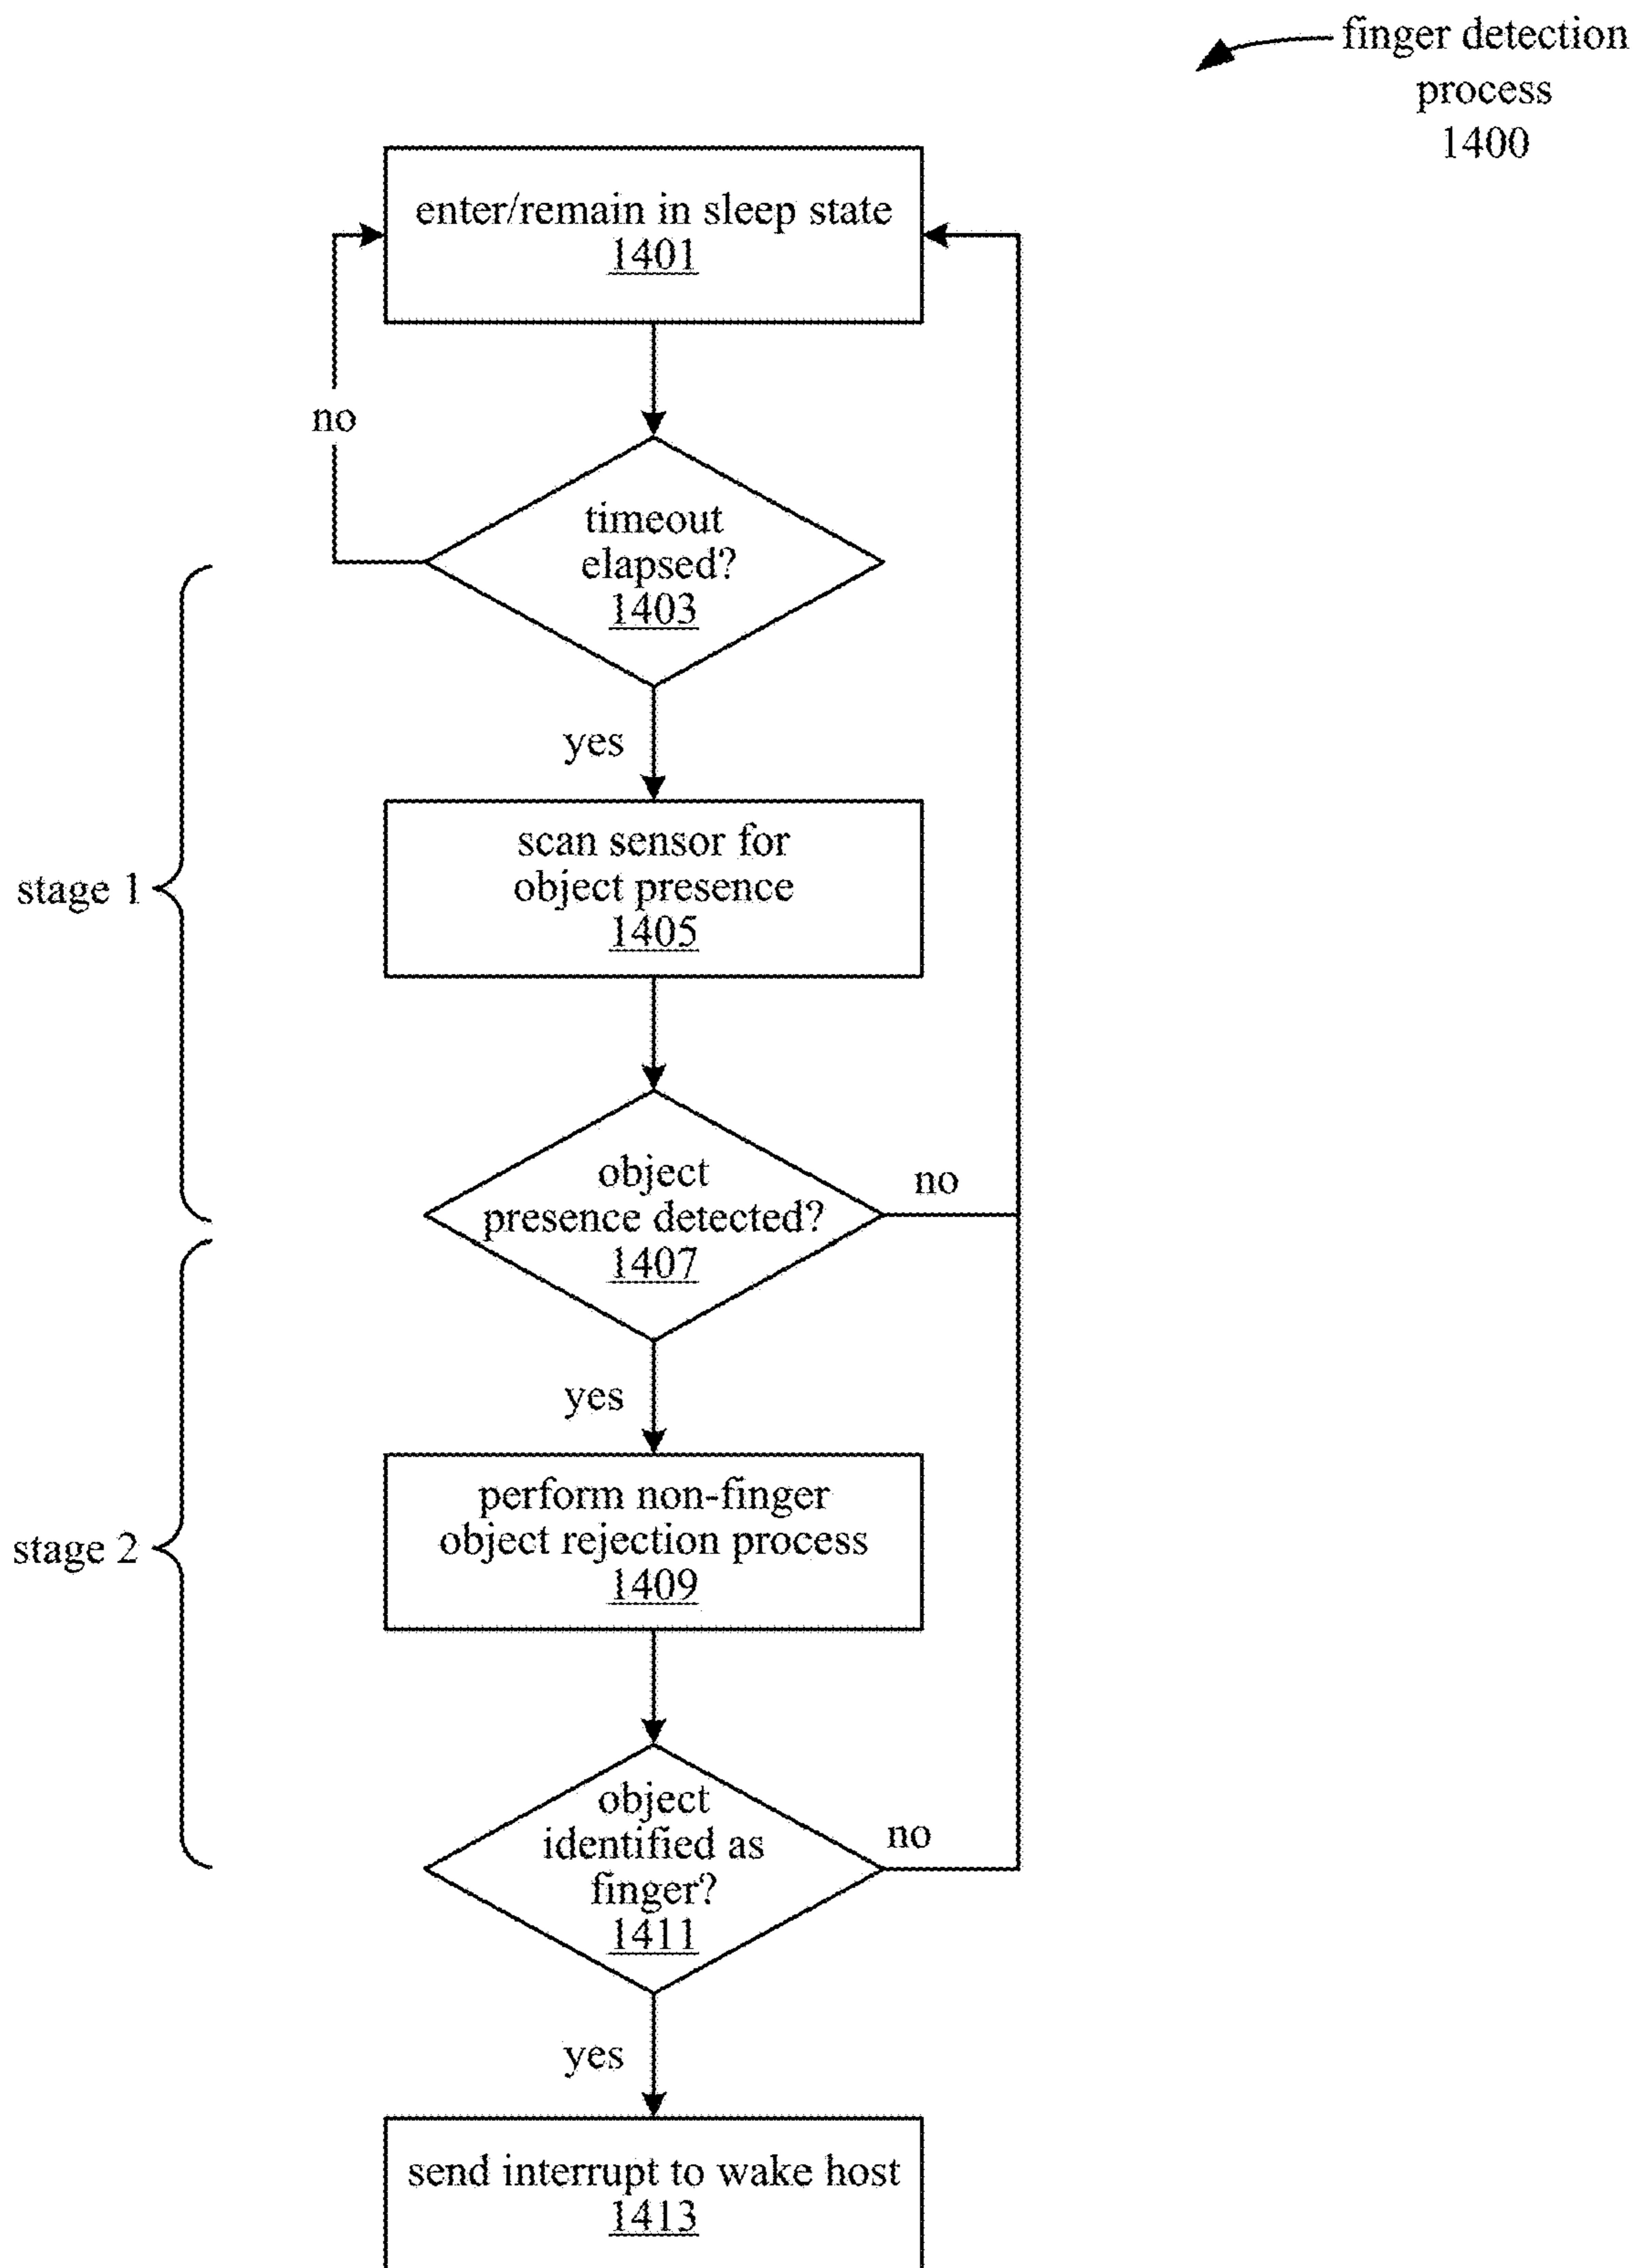 finger detection
process
1400
enter/remain in sleep state
1401
no
timeout
elapsed?
1403
yes
scan sensor for
object presence
1405
stage 1
object
presence detected?
1407
no
yes
perform non-finger
object rejection process
1409
stage 2
object
identified as
finger?
1411
no
yes
send interrupt to wake host
1413